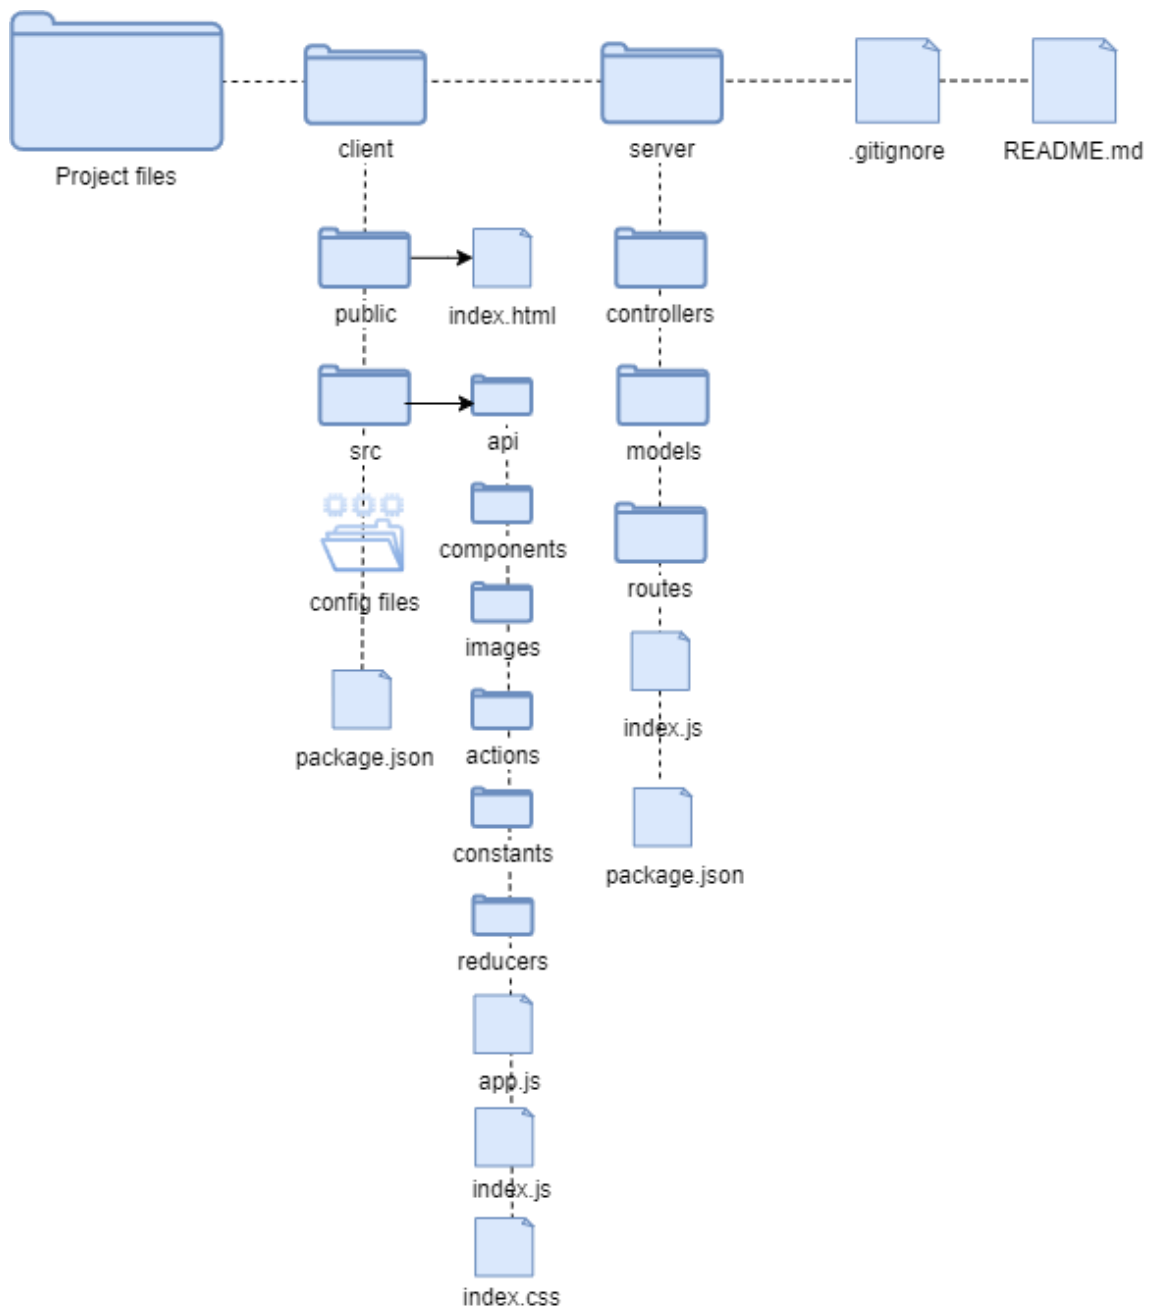 Project files
client
server
.gitignore
README.md
public
index.html
controllers
src
api
models
config files
components
routes
images
index.js
package.json
actions
constants
package.json
reducers
app.js
index.js
index.css